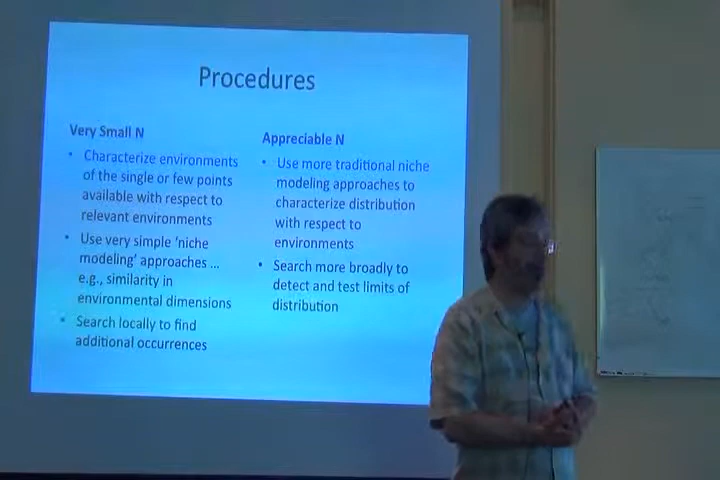 Procedures
Very Small N
• Characterize environments
of the single or few points
available with respect to
relevant environments
• Use very simple ‘niche
modeling’ approaches ...
e.g., similarity in
environmental dimensions
• Search locally to find
additional occurrences
Appreciable N
• Use more traditional niche
modeling approaches to
characterize distribution
with respect to
environments
• Search more broadly to
detect and test limits of
distribution